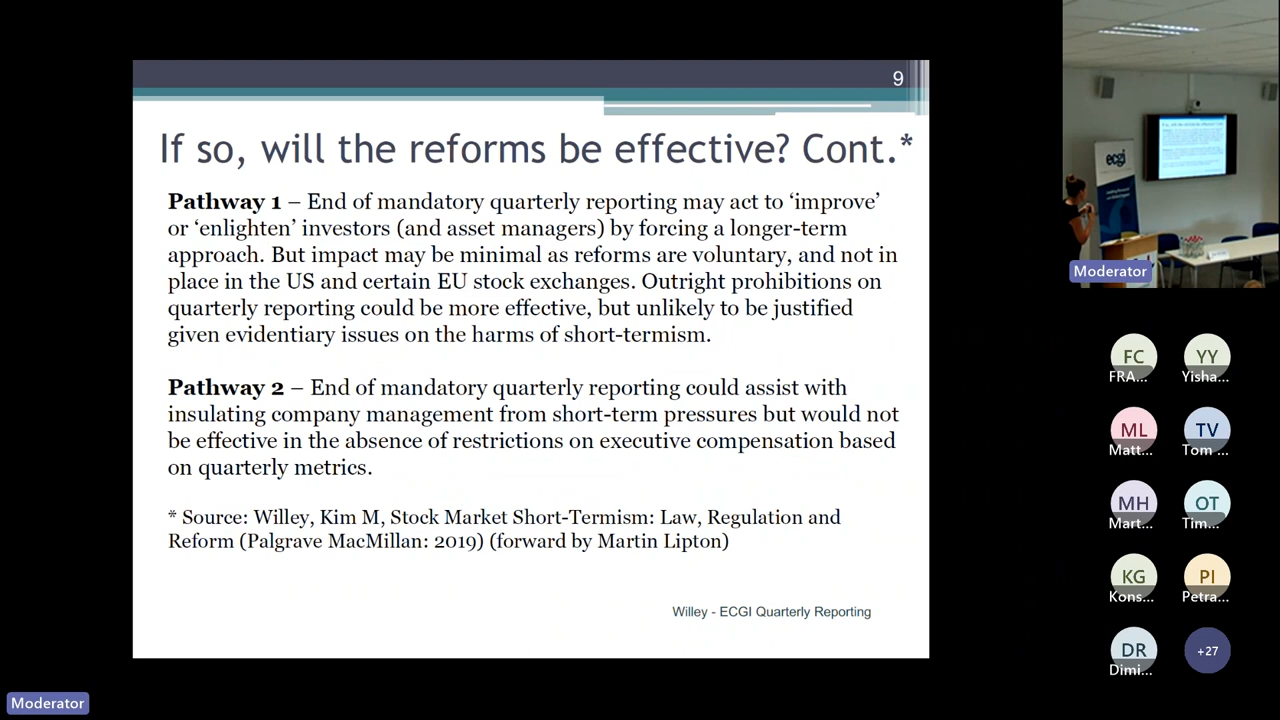 9
If so, will the reforms be effective? Cont.*
Pathway 1 – End of mandatory quarterly reporting may act to ‘improve’
or ‘enlighten’ investors (and asset managers) by forcing a longer-term
approach. But impact may be minimal as reforms are voluntary, and not in
place in the US and certain EU stock exchanges. Outright prohibitions on
quarterly reporting could be more effective, but unlikely to be justified
given evidentiary issues on the harms of short-termism.
Pathway 2 – End of mandatory quarterly reporting could assist with
insulating company management from short-term pressures but would not
be effective in the absence of restrictions on executive compensation based
on quarterly metrics.
* Source: Willey, Kim M, Stock Market Short-Termism: Law, Regulation and
Reform (Palgrave MacMillan: 2019) (forward by Martin Lipton)
Willey - ECGI Quarterly Reporting
Moderator
ecgi
Moderator
FC
FRA...
YY
Yisha...
ML
Matt...
TV
Tom ...
MH
Mart...
OT
Tim...
KG
Kons...
PI
Petra...
DR
Dimi...
+27